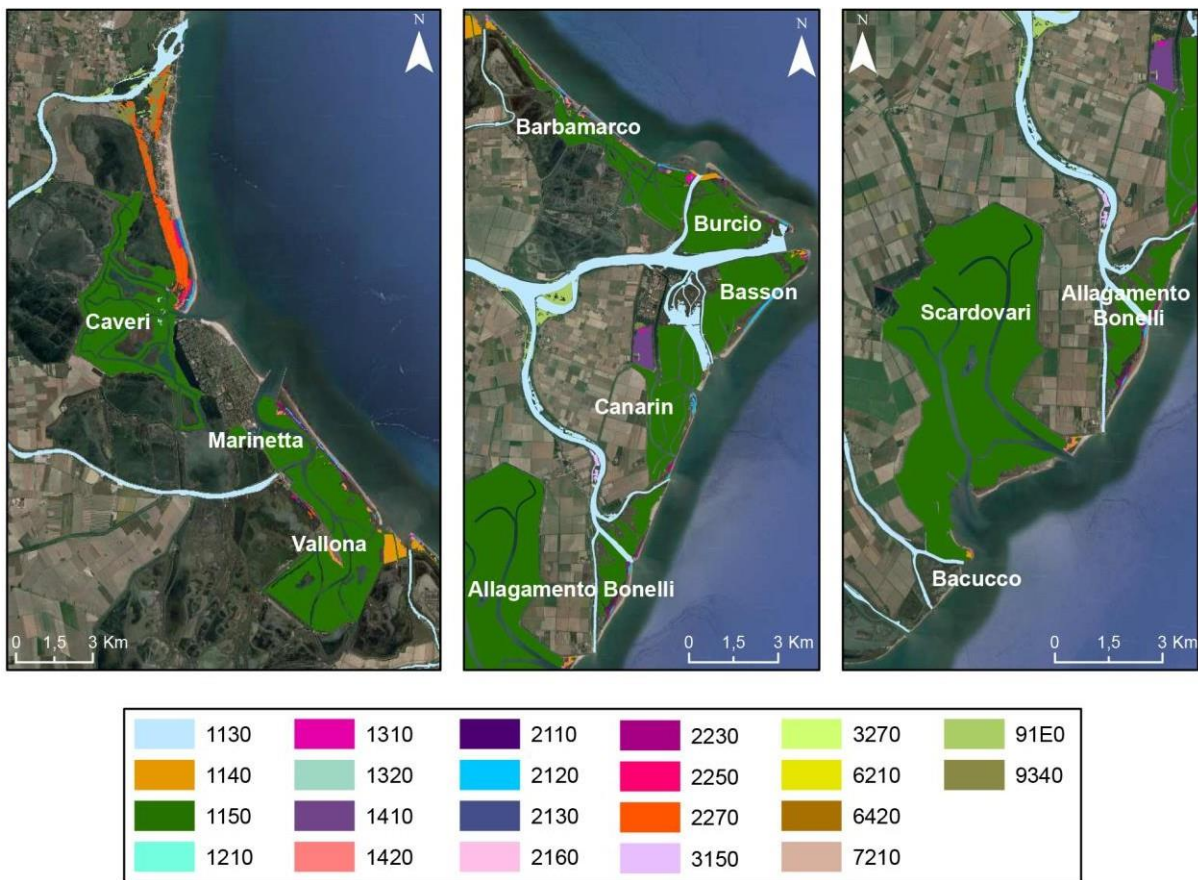 N
Caveri
Marinetta
Vallona
0 1,5 3 Km
N
Barbamarco
Burcio
Basson
Canarin
Allagamento Bonelli
0 1,5 3 Km
N
Scardovari
Allagamento
Bonelli
Bacucco
0 1,5 3 Km
1130 1310 2110 2230 3270 91E0
1140 1320 2120 2250 6210 9340
1150 1410 2130 2270 6420
1210 1420 2160 3150 7210